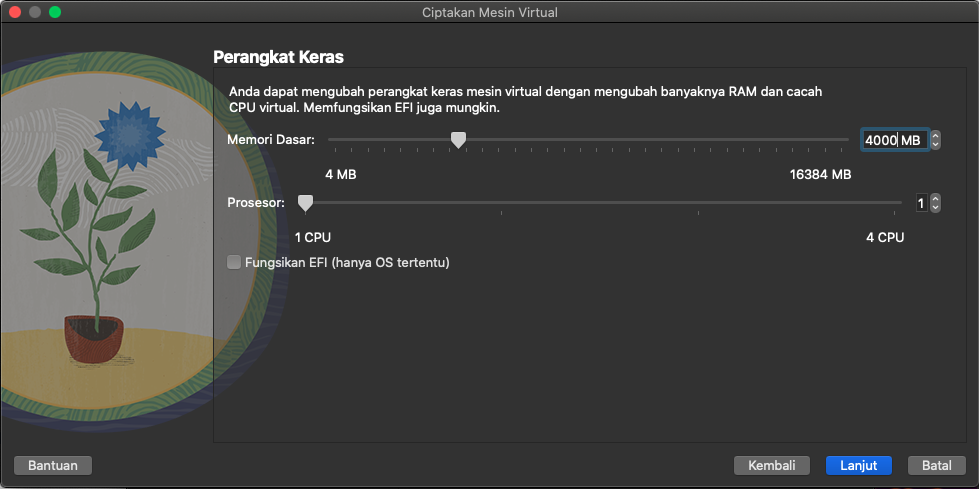 Ciptakan Mesin Virtual
Perangkat Keras
Anda dapat mengubah perangkat keras mesin virtual dengan mengubah banyaknya RAM dan cacah
CPU virtual. Memfungsikan EFI juga mungkin.
Memori Dasar: 4000 MB
4 MB 16384 MB
Prosesor: 1
1 CPU 4 CPU
Fungsikan EFI (hanya OS tertentu)
Bantuan Kembali Lanjut Batal